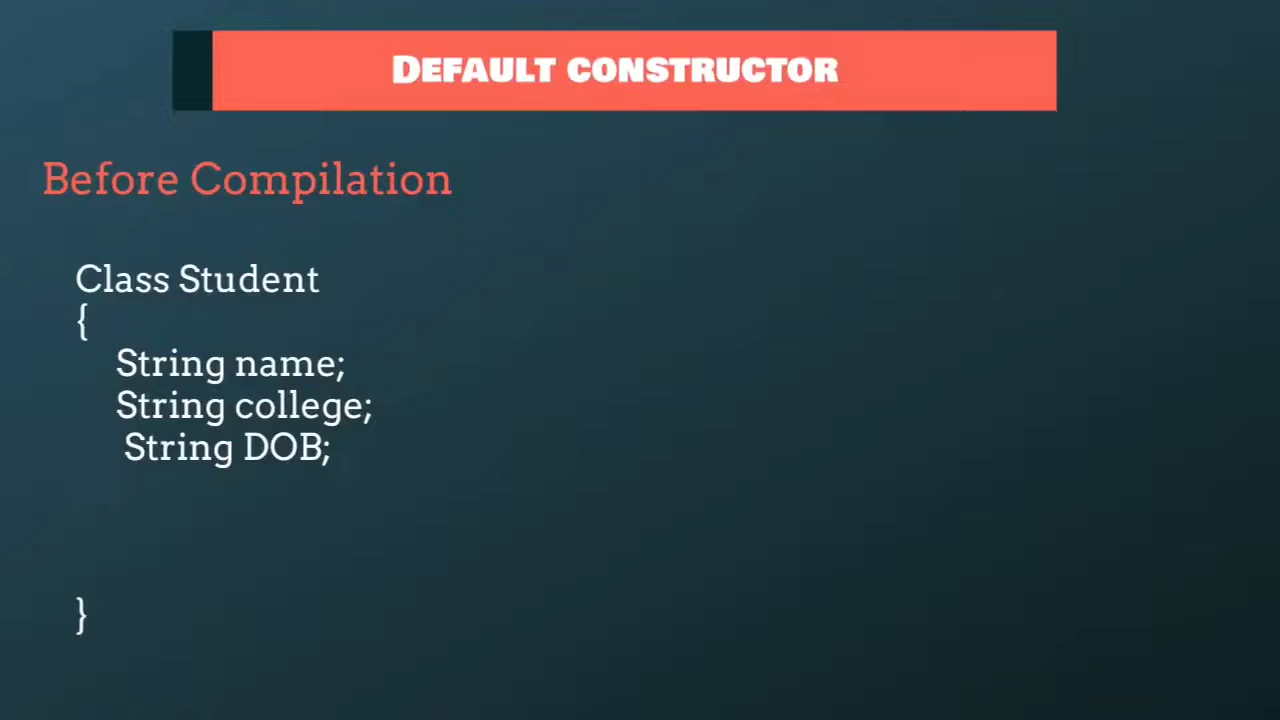 DEFAULT CONSTRUCTOR
Before Compilation
Class Student
{
String name;
String college;
String DOB;
}